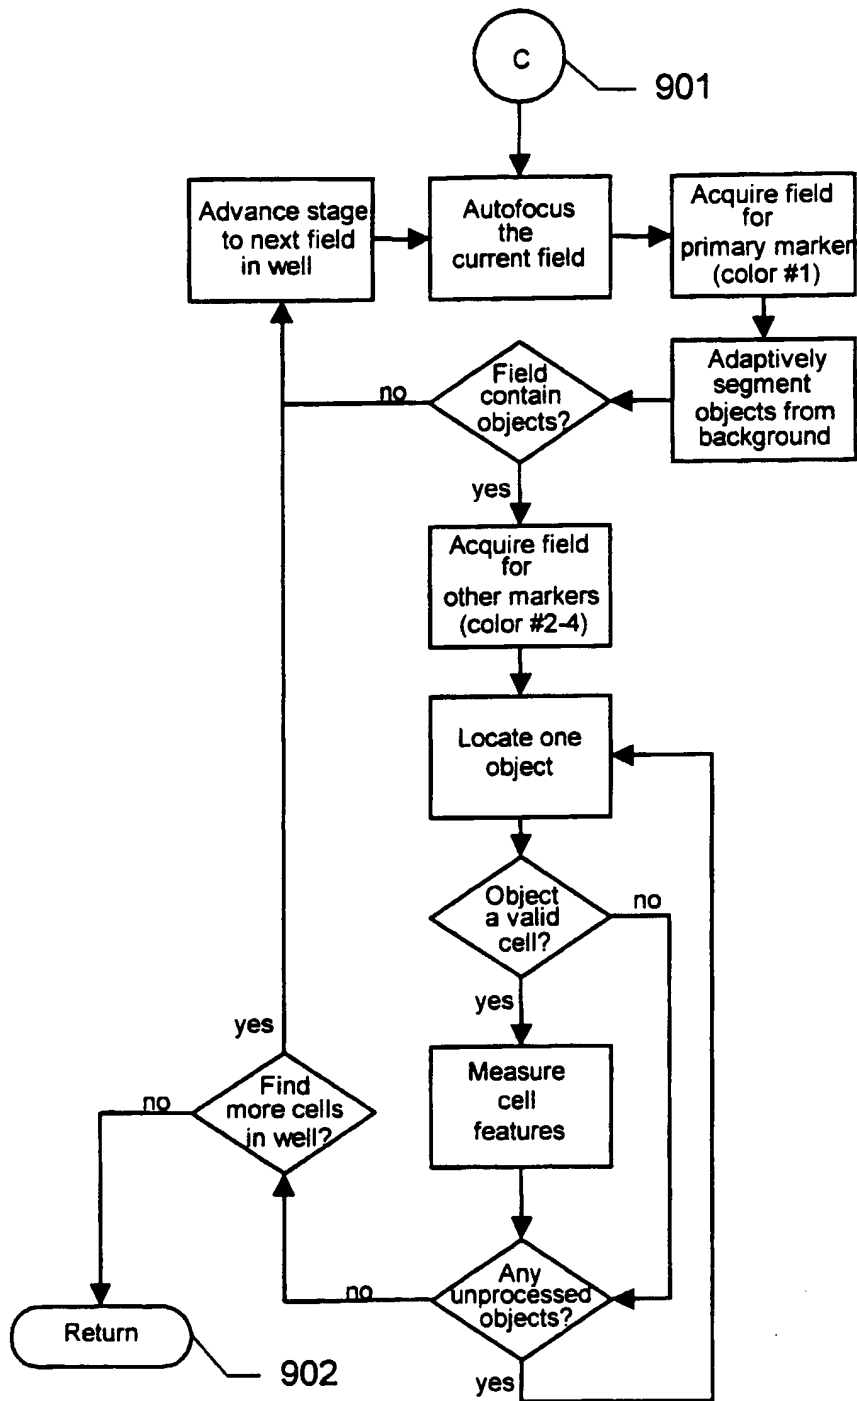 C
901
Advance stage
to next field
in well
Autofocus
the
current field
Acquire field
for
primary marker
(color #1)
Adaptively
segment
objects from
background
Field
contain
objects?
no
yes
Acquire field
for
other markers
(color #2-4)
Locate one
object
Object
a valid
cell?
no
yes
Measure
cell
features
Any
unprocessed
objects?
no
yes
Find
more cells
in well?
yes
no
Return
902